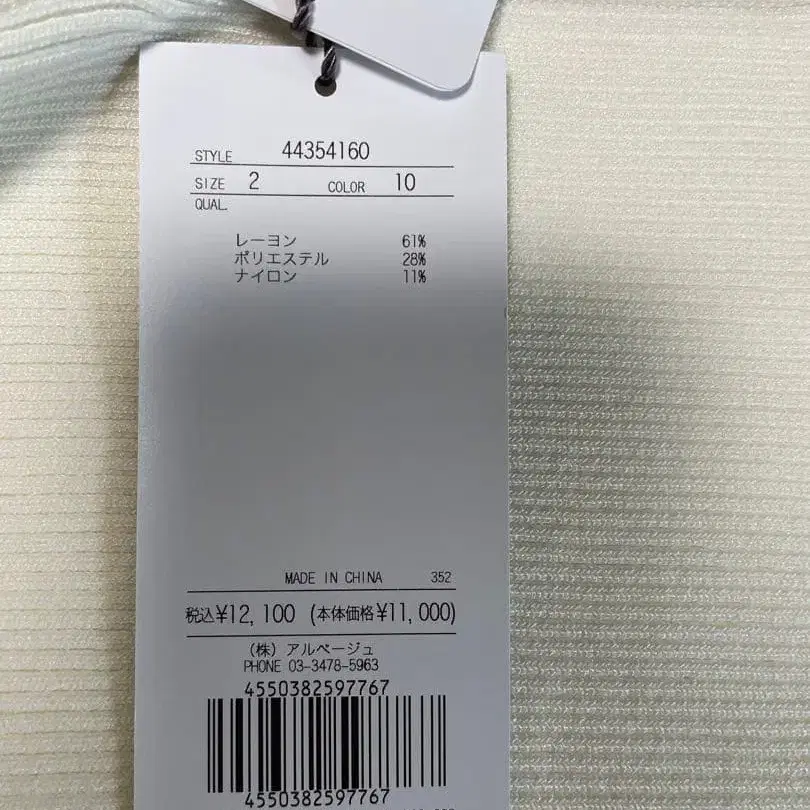 STYLE 44354160
SIZE 2 COLOR 10
QUAL.
レーヨン 61%
ポリエステル 28%
ナイロン 11%
MADE IN CHINA 352
税込¥12,100 (本体価格¥11,000)
(株) アルページュ
PHONE 03-3478-5963
4550382597767
4550382597767